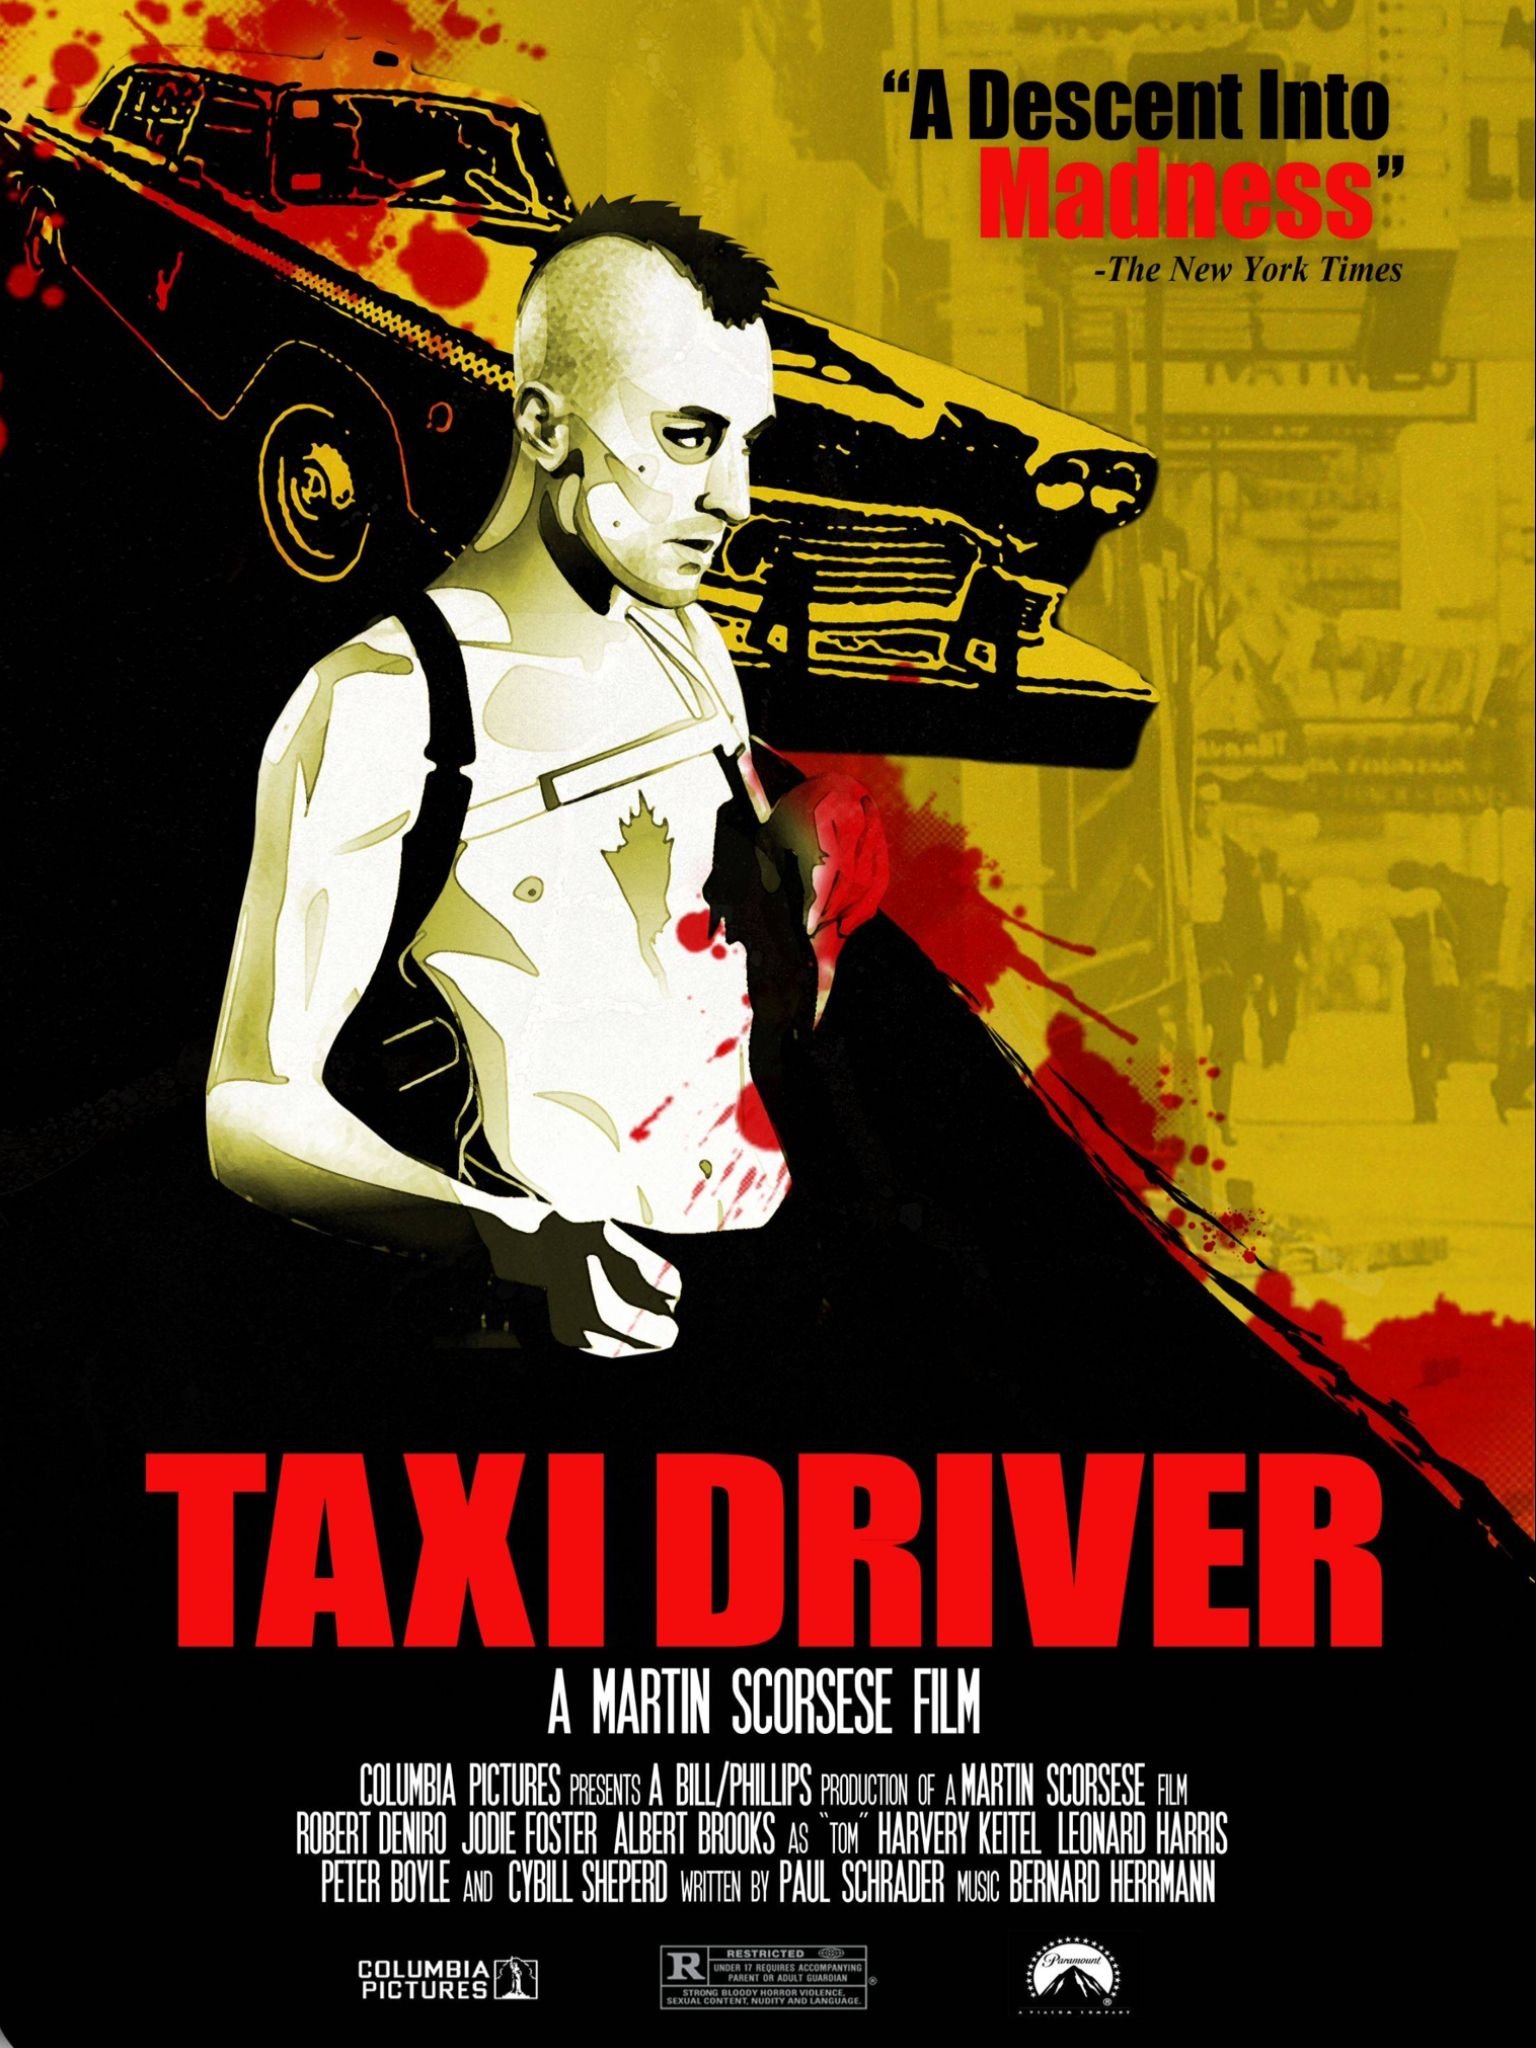 “A Descent Into
Madness”
-The New York Times
TAXI DRIVER
A MARTIN SCORSESE FILM
COLUMBIA PICTURES PRESENTS A BILL/PHILLIPS PRODUCTION OF A MARTIN SCORSESE FILM
ROBERT DENIRO JODIE FOSTER ALBERT BROOKS AS "TOM" HARVERY KEITEL LEONARD HARRIS
PETER BOYLE AND CYBILL SHEPERD WRITTEN BY PAUL SCHRADER MUSIC BERNARD HERRMANN
COLUMBIA
PICTURES
R
RESTRICTED
UNDER 17 REQUIRES ACCOMPANYING
PARENT OR ADULT GUARDIAN
®
STRONG BLOODY HORROR VIOLENCE,
SEXUAL CONTENT, NUDITY AND LANGUAGE.
Paramount
®
A VIACOM COMPANY